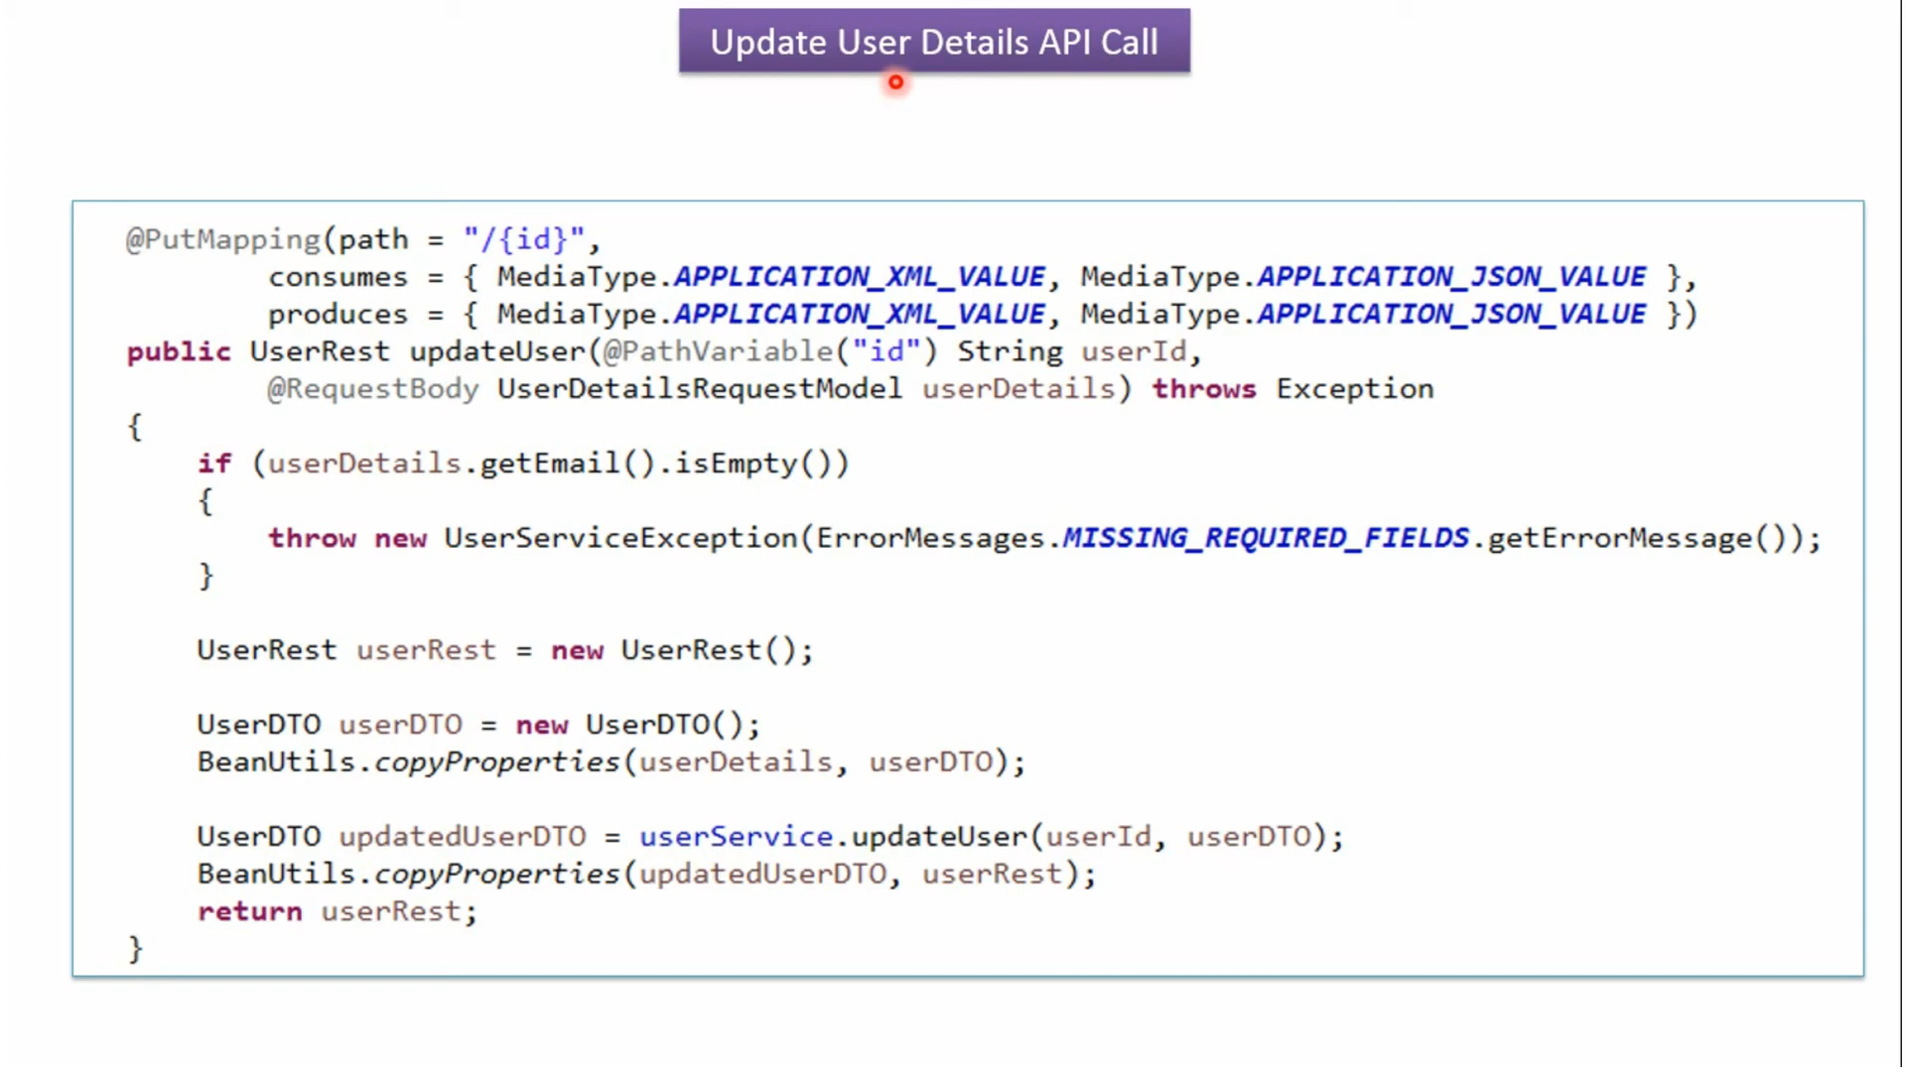 Update User Details API Call
@PutMapping(path = "/{id}",
consumes = { MediaType.APPLICATION_XML_VALUE, MediaType.APPLICATION_JSON_VALUE },
produces = { MediaType.APPLICATION_XML_VALUE, MediaType.APPLICATION_JSON_VALUE })
public UserRest updateUser(@PathVariable("id") String userId,
@RequestBody UserDetailsRequestModel userDetails) throws Exception
{
if (userDetails.getEmail().isEmpty())
{
throw new UserServiceException(ErrorMessages.MISSING_REQUIRED_FIELDS.getErrorMessage());
}
UserRest userRest = new UserRest();
UserDTO userDTO = new UserDTO();
BeanUtils.copyProperties(userDetails, userDTO);
UserDTO updatedUserDTO = userService.updateUser(userId, userDTO);
BeanUtils.copyProperties(updatedUserDTO, userRest);
return userRest;
}